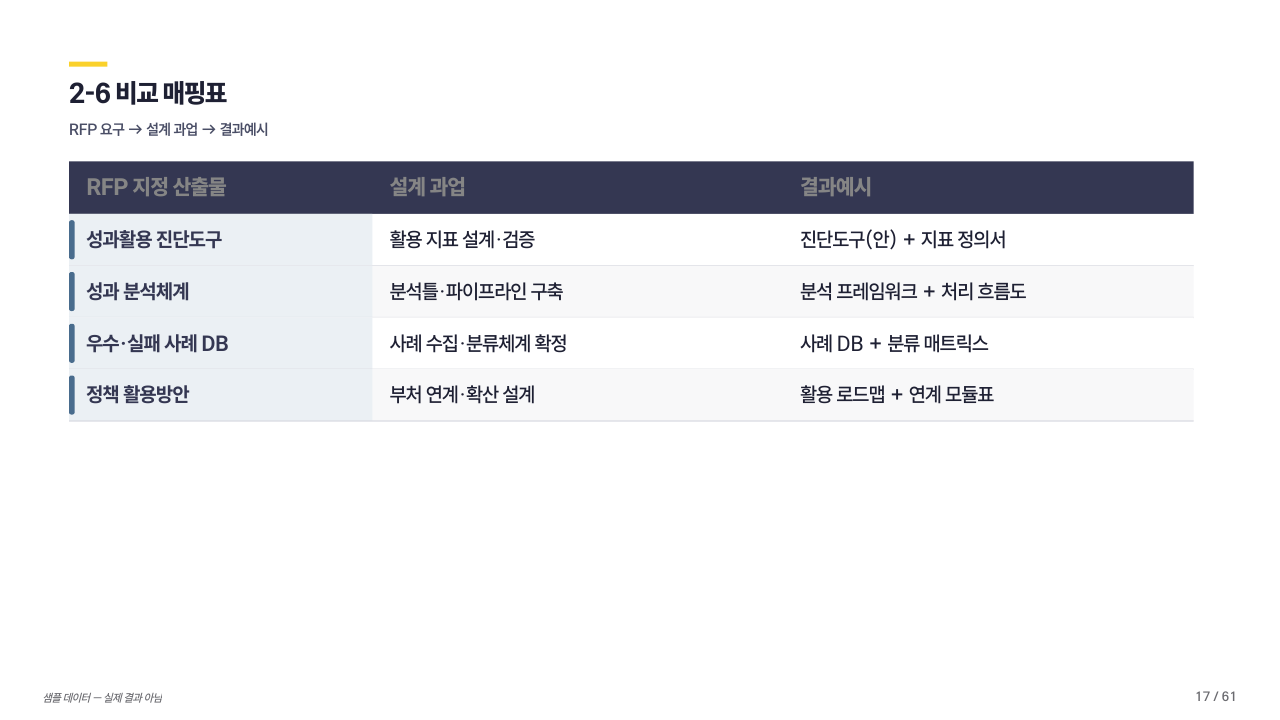 2-6 비교 매핑표
RFP 요구 → 설계 과업 → 결과예시
RFP 지정 산출물 설계 과업 결과예시
성과활용 진단도구 활용 지표 설계·검증 진단도구(안) + 지표 정의서
성과 분석체계 분석틀·파이프라인 구축 분석 프레임워크 + 처리 흐름도
우수·실패 사례 DB 사례 수집·분류체계 확정 사례 DB + 분류 매트릭스
정책 활용방안 부처 연계·확산 설계 활용 로드맵 + 연계 모듈표
샘플 데이터 — 실제 결과 아님
17 / 61